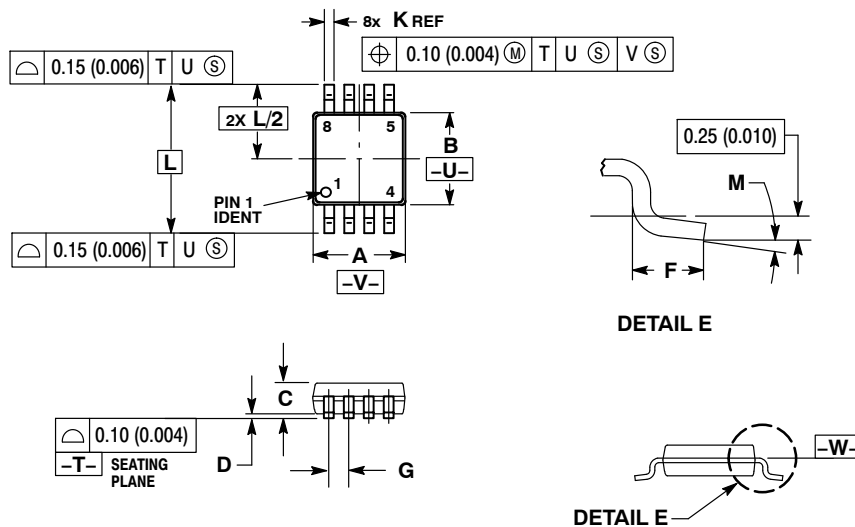 8x K REF
⌖ 0.10 (0.004) Ⓜ T U Ⓢ V Ⓢ
⌓ 0.15 (0.006) T U Ⓢ
2X L/2
8 5
L
B
–U–
0.25 (0.010)
M
PIN 1
IDENT
1 4
⌓ 0.15 (0.006) T U Ⓢ
A
–V–
F
DETAIL E
C
⌓ 0.10 (0.004)
–T– SEATING
PLANE
D
G
–W–
DETAIL E